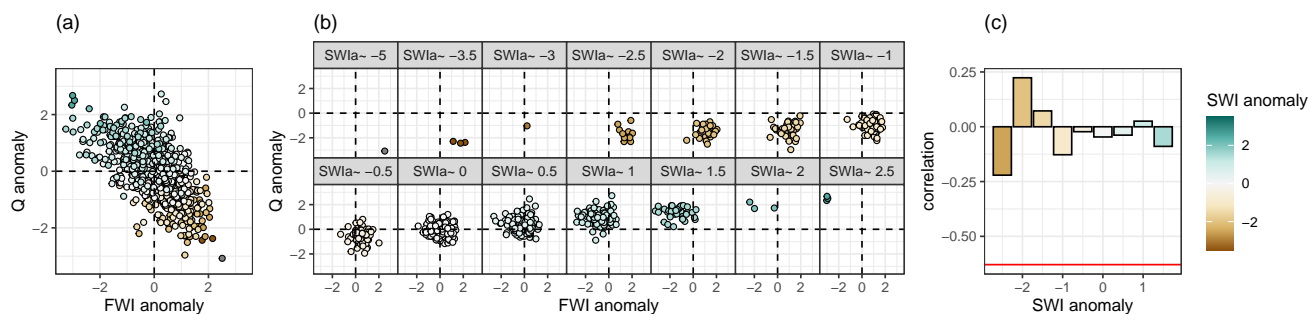 (a)
Q anomaly
2
0
−2
−2
0
2
FWI anomaly
(b)
SWIa~ −5
SWIa~ −3.5
SWIa~ −3
SWIa~ −2.5
SWIa~ −2
SWIa~ −1.5
SWIa~ −1
Q anomaly
2
0
−2
SWIa~ −0.5
SWIa~ 0
SWIa~ 0.5
SWIa~ 1
SWIa~ 1.5
SWIa~ 2
SWIa~ 2.5
2
0
−2
−2 0 2
−2 0 2
−2 0 2
−2 0 2
−2 0 2
−2 0 2
−2 0 2
FWI anomaly
(c)
correlation
0.25
0.00
−0.25
−0.50
−2
−1
0
1
SWI anomaly
SWI anomaly
2
0
−2